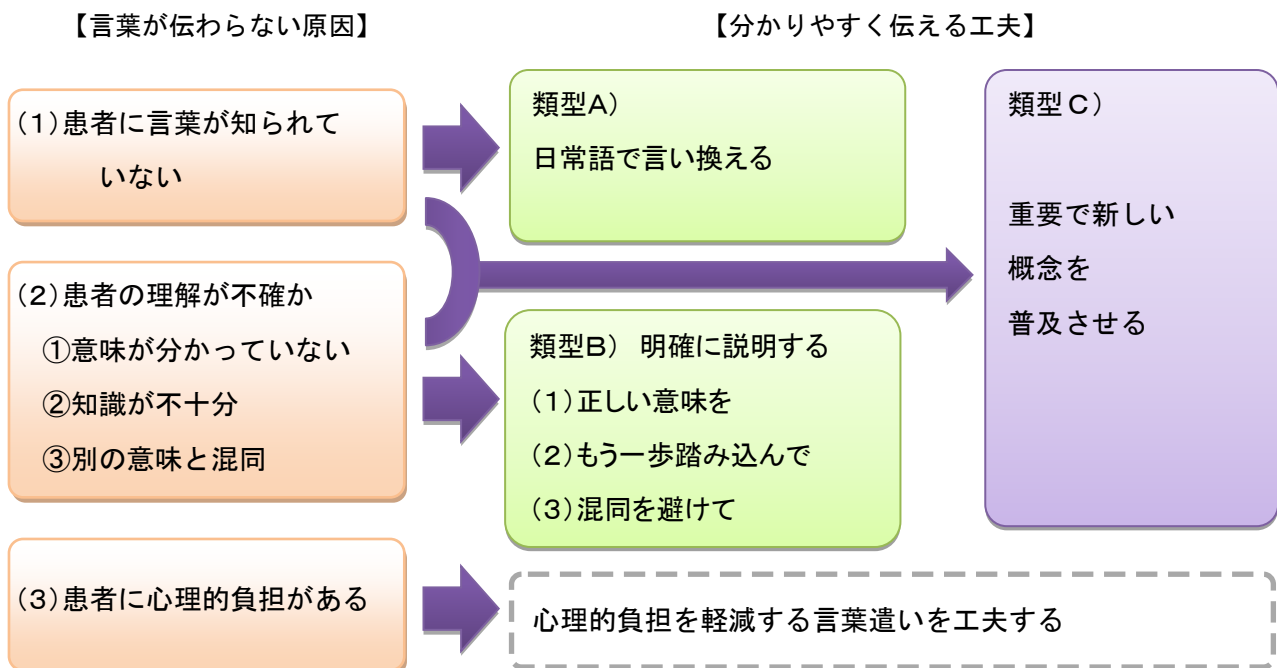 【言葉が伝わらない原因】
【分かりやすく伝える工夫】
(1)患者に言葉が知られて
いない
類型A)
日常語で言い換える
類型C)
重要で新しい
概念を
普及させる
(2)患者の理解が不確か
①意味が分かっていない
②知識が不十分
③別の意味と混同
類型B) 明確に説明する
(1)正しい意味を
(2)もう一歩踏み込んで
(3)混同を避けて
(3)患者に心理的負担がある
心理的負担を軽減する言葉遣いを工夫する